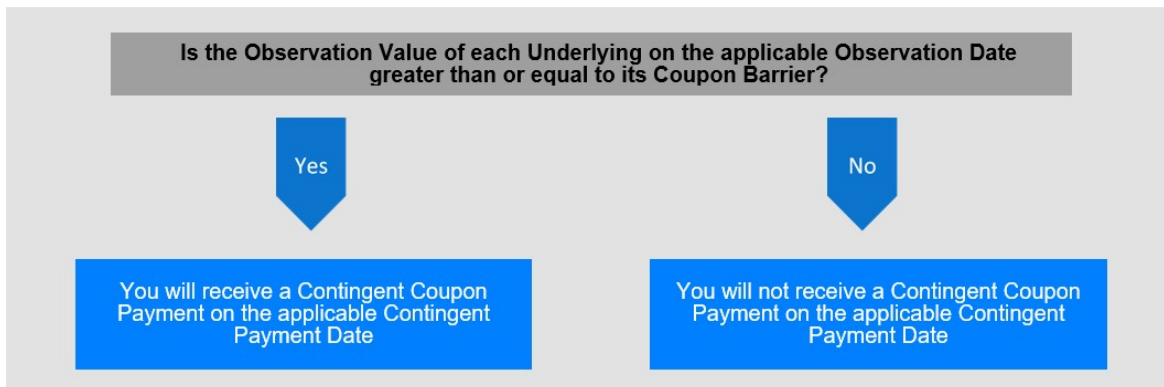 Is the Observation Value of each Underlying on the applicable Observation Date
greater than or equal to its Coupon Barrier?
Yes
No
You will receive a Contingent Coupon
Payment on the applicable Contingent
Payment Date
You will not receive a Contingent Coupon
Payment on the applicable Contingent
Payment Date